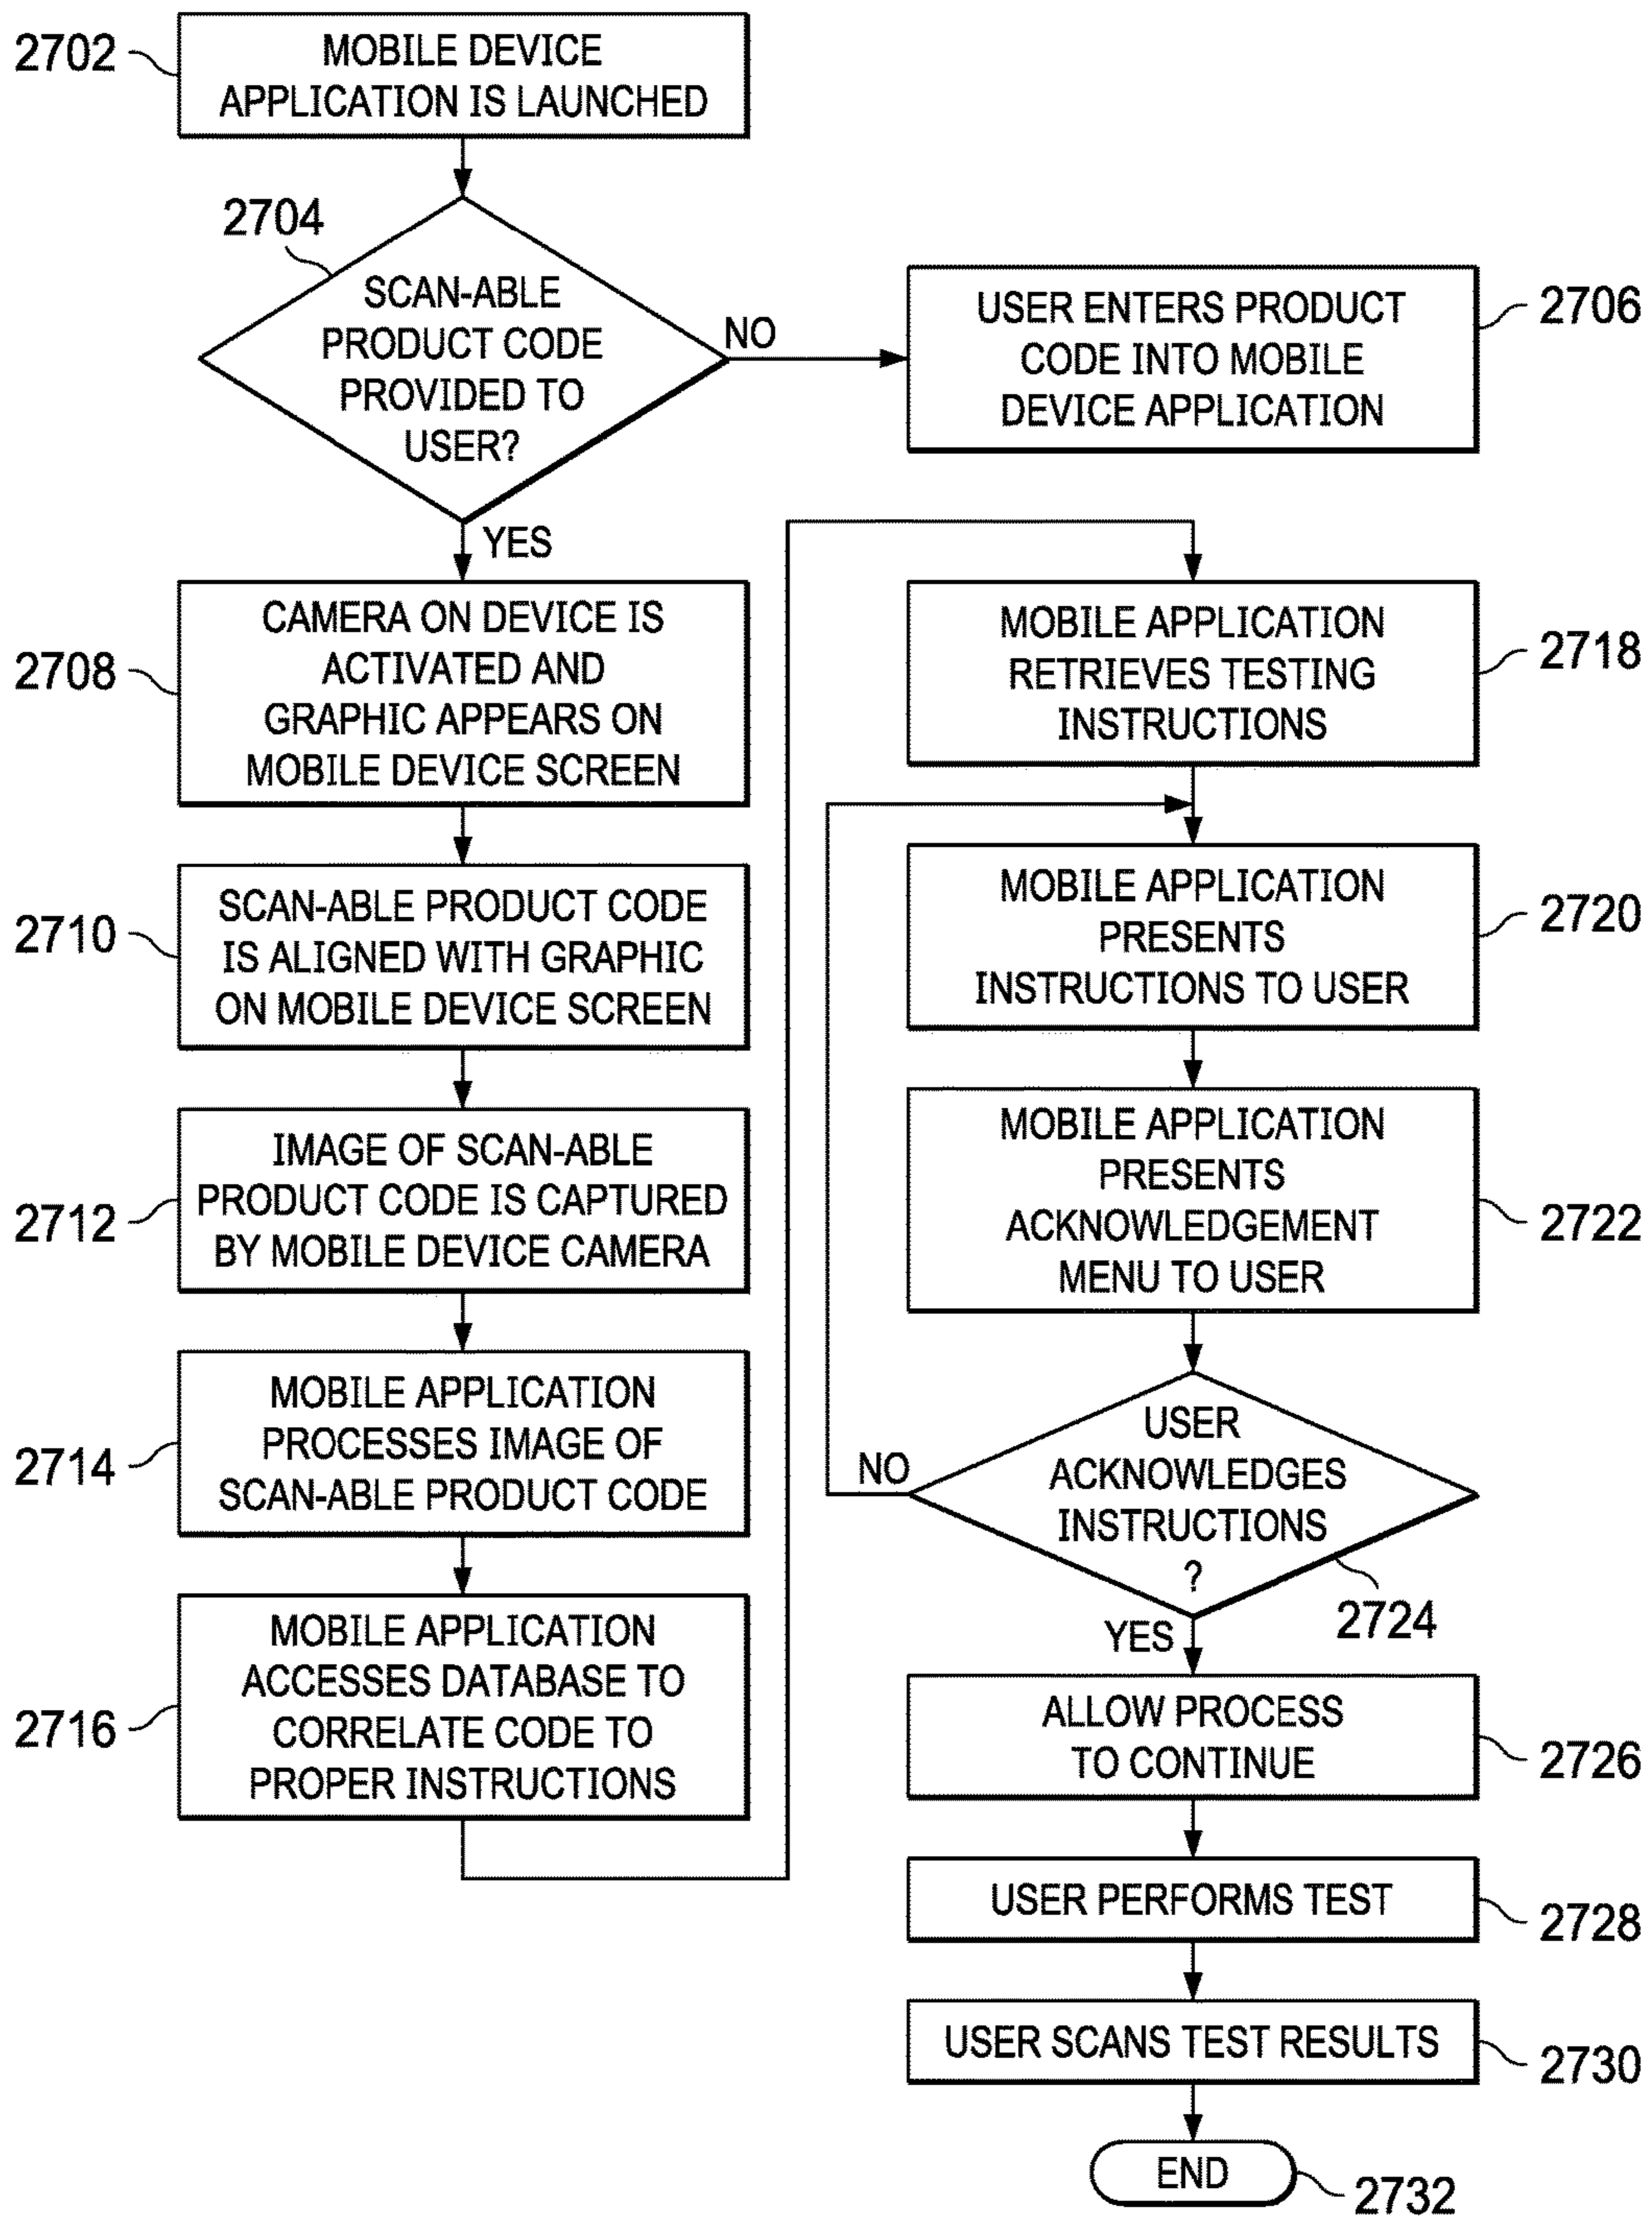 2702
MOBILE DEVICE
APPLICATION IS LAUNCHED
2704
SCAN-ABLE
PRODUCT CODE
PROVIDED TO
USER?
NO
2706
USER ENTERS PRODUCT
CODE INTO MOBILE
DEVICE APPLICATION
YES
2708
CAMERA ON DEVICE IS
ACTIVATED AND
GRAPHIC APPEARS ON
MOBILE DEVICE SCREEN
2710
SCAN-ABLE PRODUCT CODE
IS ALIGNED WITH GRAPHIC
ON MOBILE DEVICE SCREEN
2712
IMAGE OF SCAN-ABLE
PRODUCT CODE IS CAPTURED
BY MOBILE DEVICE CAMERA
2714
MOBILE APPLICATION
PROCESSES IMAGE OF
SCAN-ABLE PRODUCT CODE
2716
MOBILE APPLICATION
ACCESSES DATABASE TO
CORRELATE CODE TO
PROPER INSTRUCTIONS
MOBILE APPLICATION
RETRIEVES TESTING
INSTRUCTIONS
2718
MOBILE APPLICATION
PRESENTS
INSTRUCTIONS TO USER
2720
MOBILE APPLICATION
PRESENTS
ACKNOWLEDGEMENT
MENU TO USER
2722
USER
ACKNOWLEDGES
INSTRUCTIONS
?
NO
2724
YES
ALLOW PROCESS
TO CONTINUE
2726
USER PERFORMS TEST
2728
USER SCANS TEST RESULTS
2730
END
2732